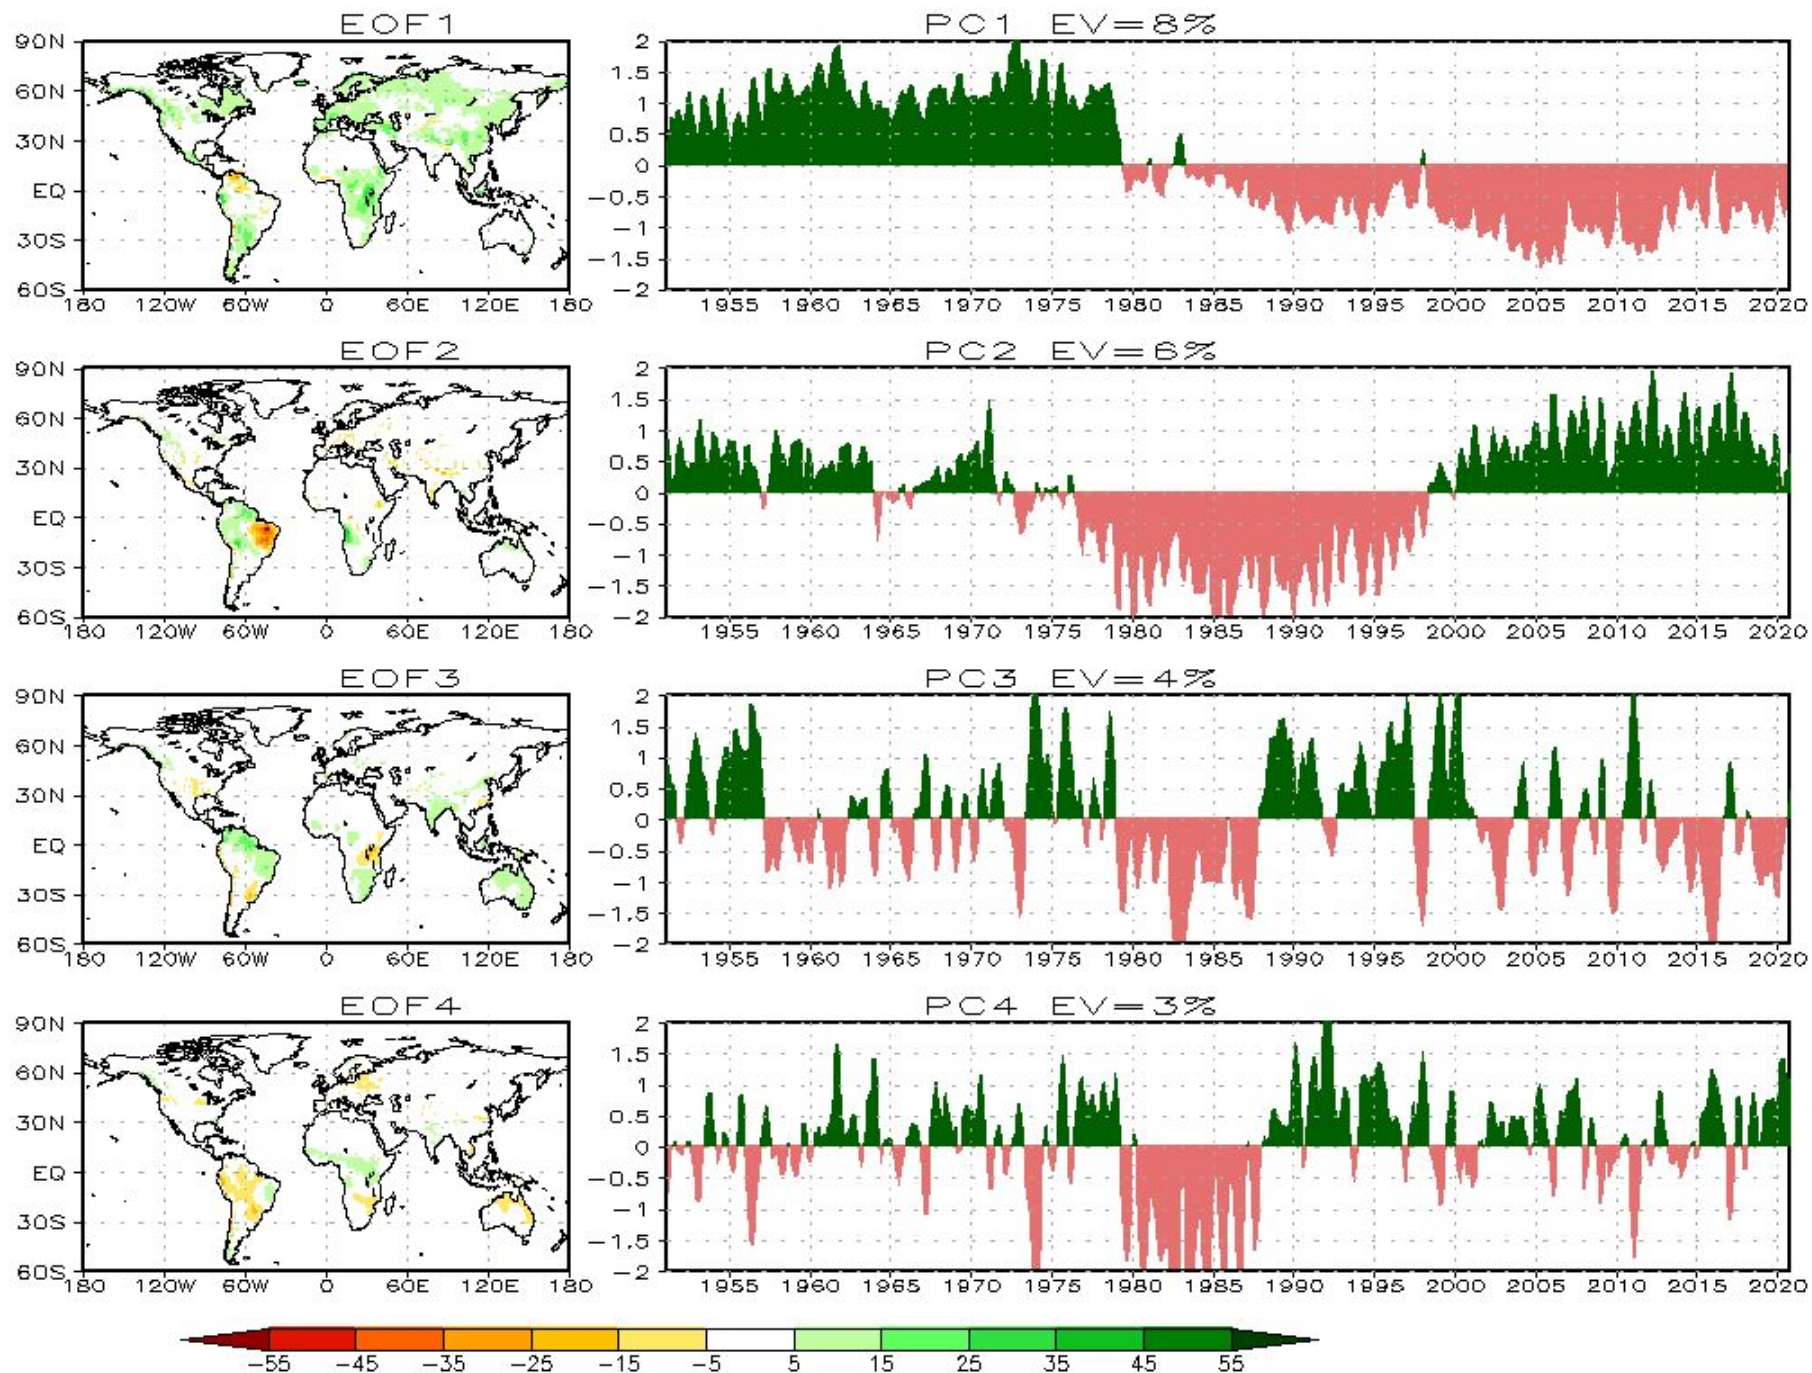 EOF1 PC1 EV=8%
90N 60N 30N EQ 30S 60S
180 120W 60W 0 60E 120E 180
2 1.5 1 0.5 0 −0.5 −1 −1.5 −2
1955 1960 1965 1970 1975 1980 1985 1990 1995 2000 2005 2010 2015 2020
EOF2 PC2 EV=6%
90N 60N 30N EQ 30S 60S
180 120W 60W 0 60E 120E 180
2 1.5 1 0.5 0 −0.5 −1 −1.5 −2
1955 1960 1965 1970 1975 1980 1985 1990 1995 2000 2005 2010 2015 2020
EOF3 PC3 EV=4%
90N 60N 30N EQ 30S 60S
180 120W 60W 0 60E 120E 180
2 1.5 1 0.5 0 −0.5 −1 −1.5 −2
1955 1960 1965 1970 1975 1980 1985 1990 1995 2000 2005 2010 2015 2020
EOF4 PC4 EV=3%
90N 60N 30N EQ 30S 60S
180 120W 60W 0 60E 120E 180
2 1.5 1 0.5 0 −0.5 −1 −1.5 −2
1955 1960 1965 1970 1975 1980 1985 1990 1995 2000 2005 2010 2015 2020
−55 −45 −35 −25 −15 −5 5 15 25 35 45 55